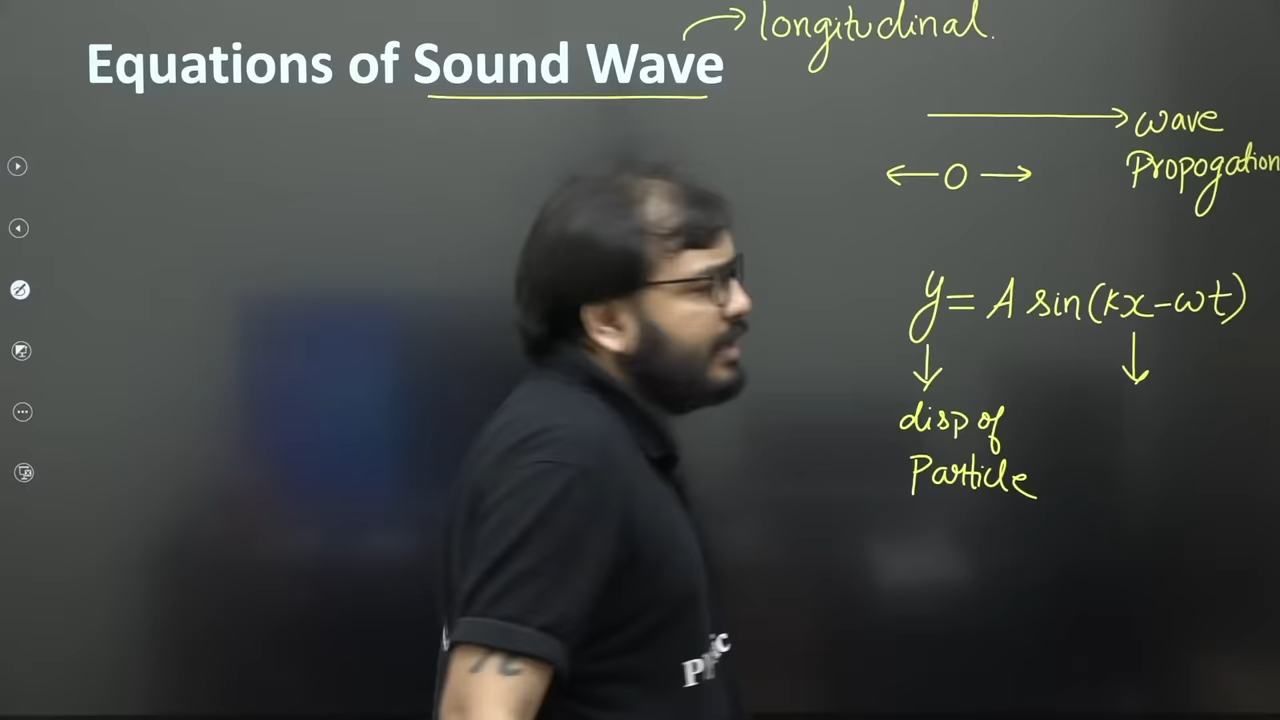 longitudinal.
Equations of Sound Wave
wave
Propogation
y = A sin(kx-ωt)
disp of
Particle